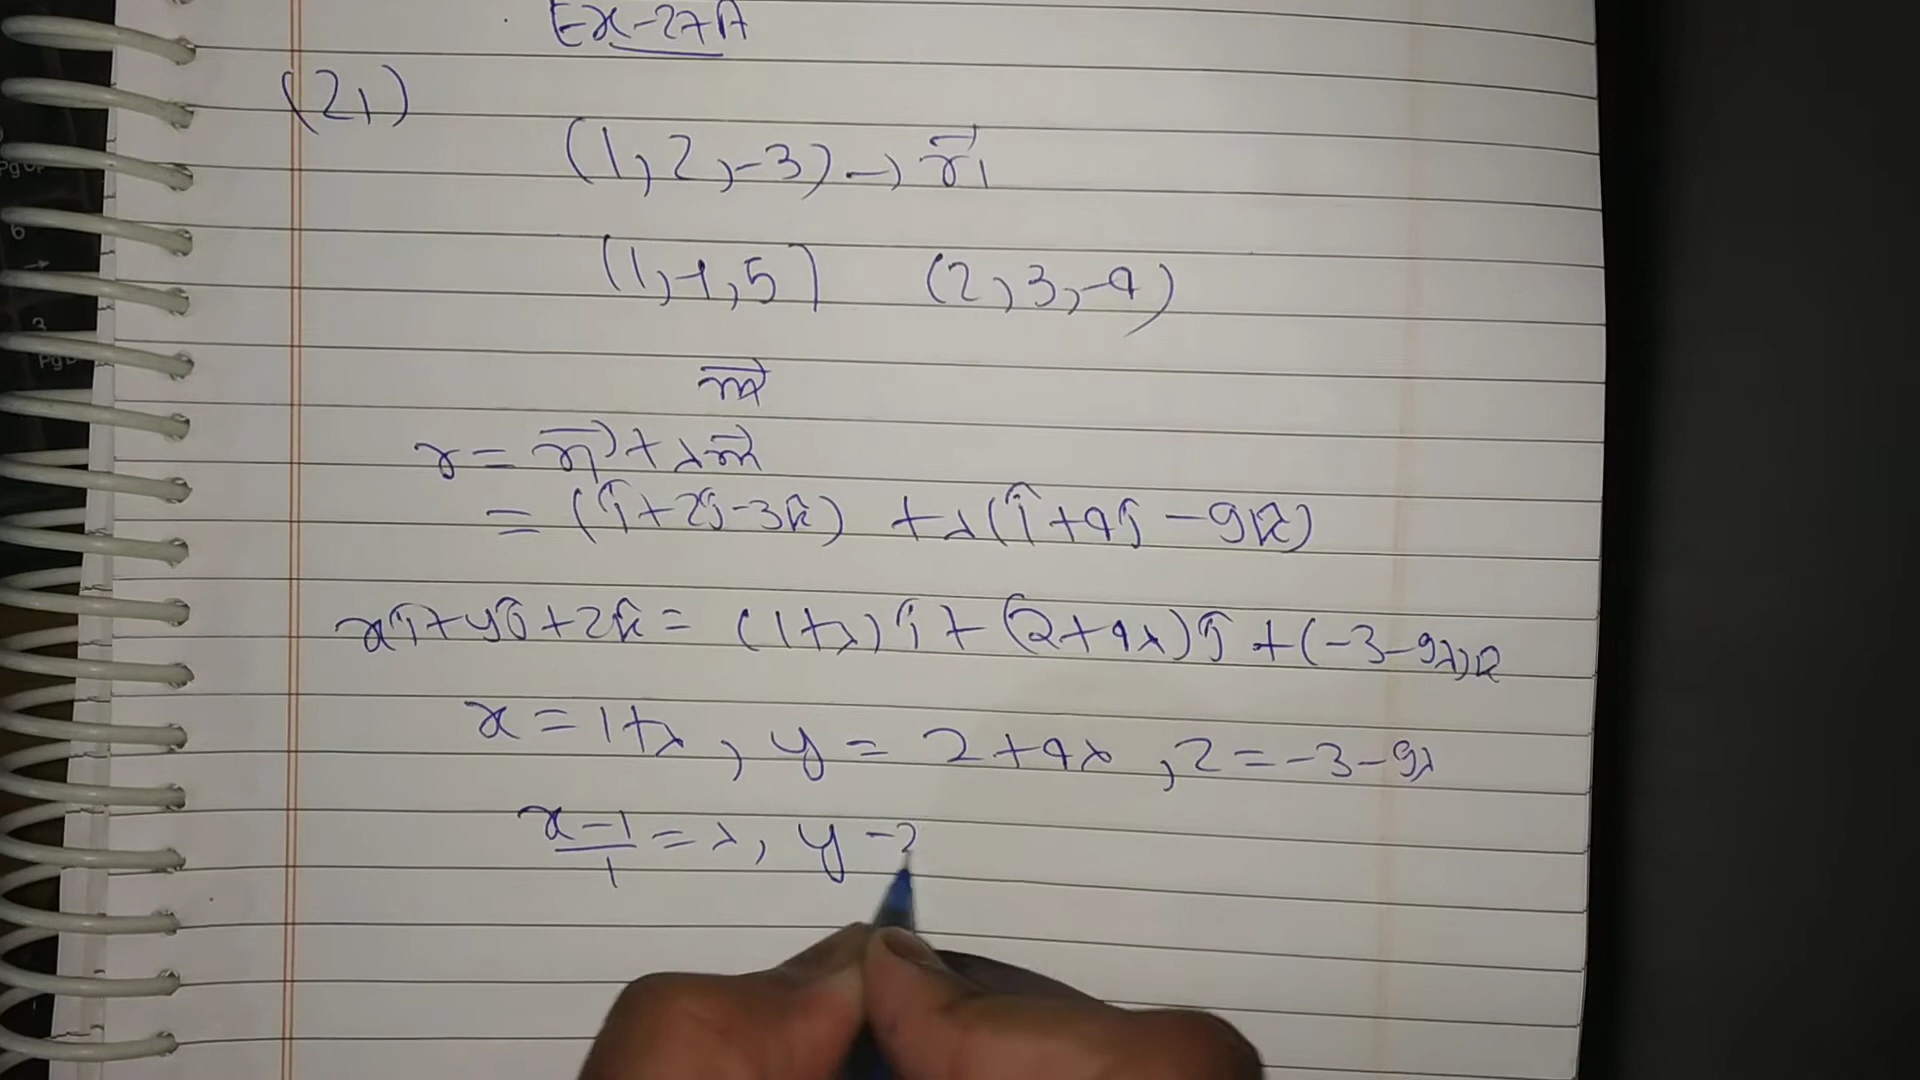 Ex-27A
(21)
(1,2,-3) → r⃗1
(1,-1,5) (2,3,-4)
m⃗
r = r⃗1 + λm⃗
= (î+2ĵ-3k̂) + λ(î+4ĵ-9k̂)
xî+yĵ+zk̂ = (1+λ)î + (2+4λ)ĵ + (-3-9λ)k̂
x = 1+λ, y = 2+4λ, z = -3-9λ
(x-1)/1 = λ, y-2